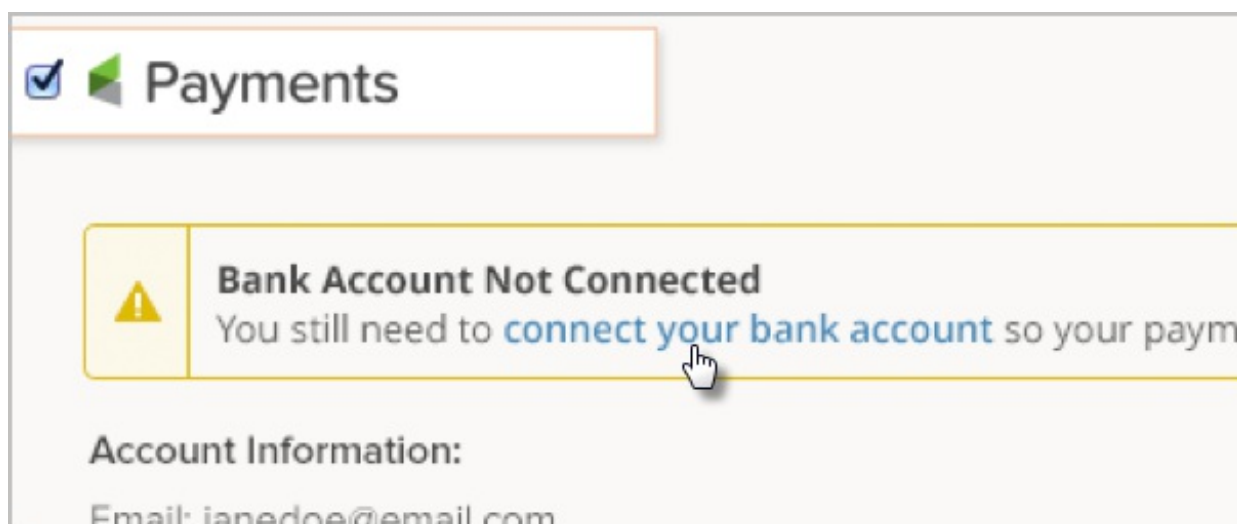 Payments
Bank Account Not Connected
You still need to connect your bank account so your paym
Account Information:
Email: janedoe@email.com